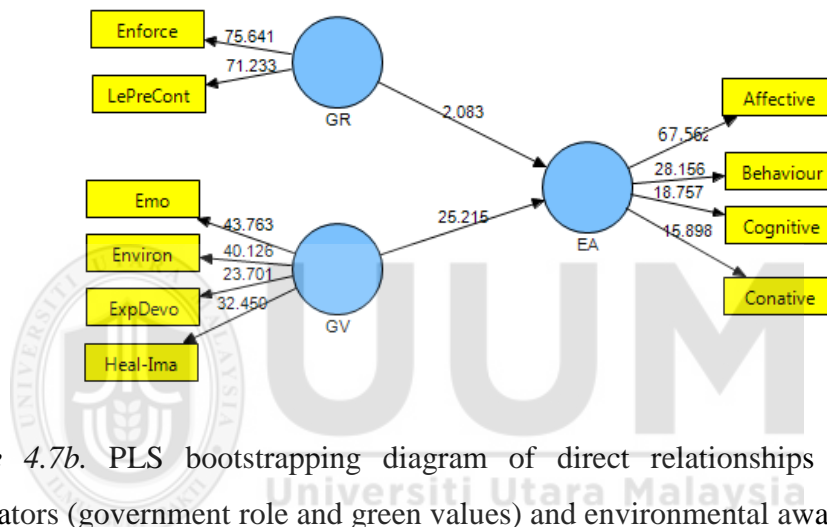 Enforce
75.641
LePreCont
71.233
GR
2.083
Affective
67.562
Behaviour
28.156
18.757
Cognitive
15.898
Conative
EA
Emo
43.763
25.215
Environ
40.126
23.701
ExpDevo
32.450
GV
Heal-Ima
UUM
Universiti Utara Malaysia
4.7b. PLS bootstrapping diagram of direct relationships
(government role and green values) and environmental